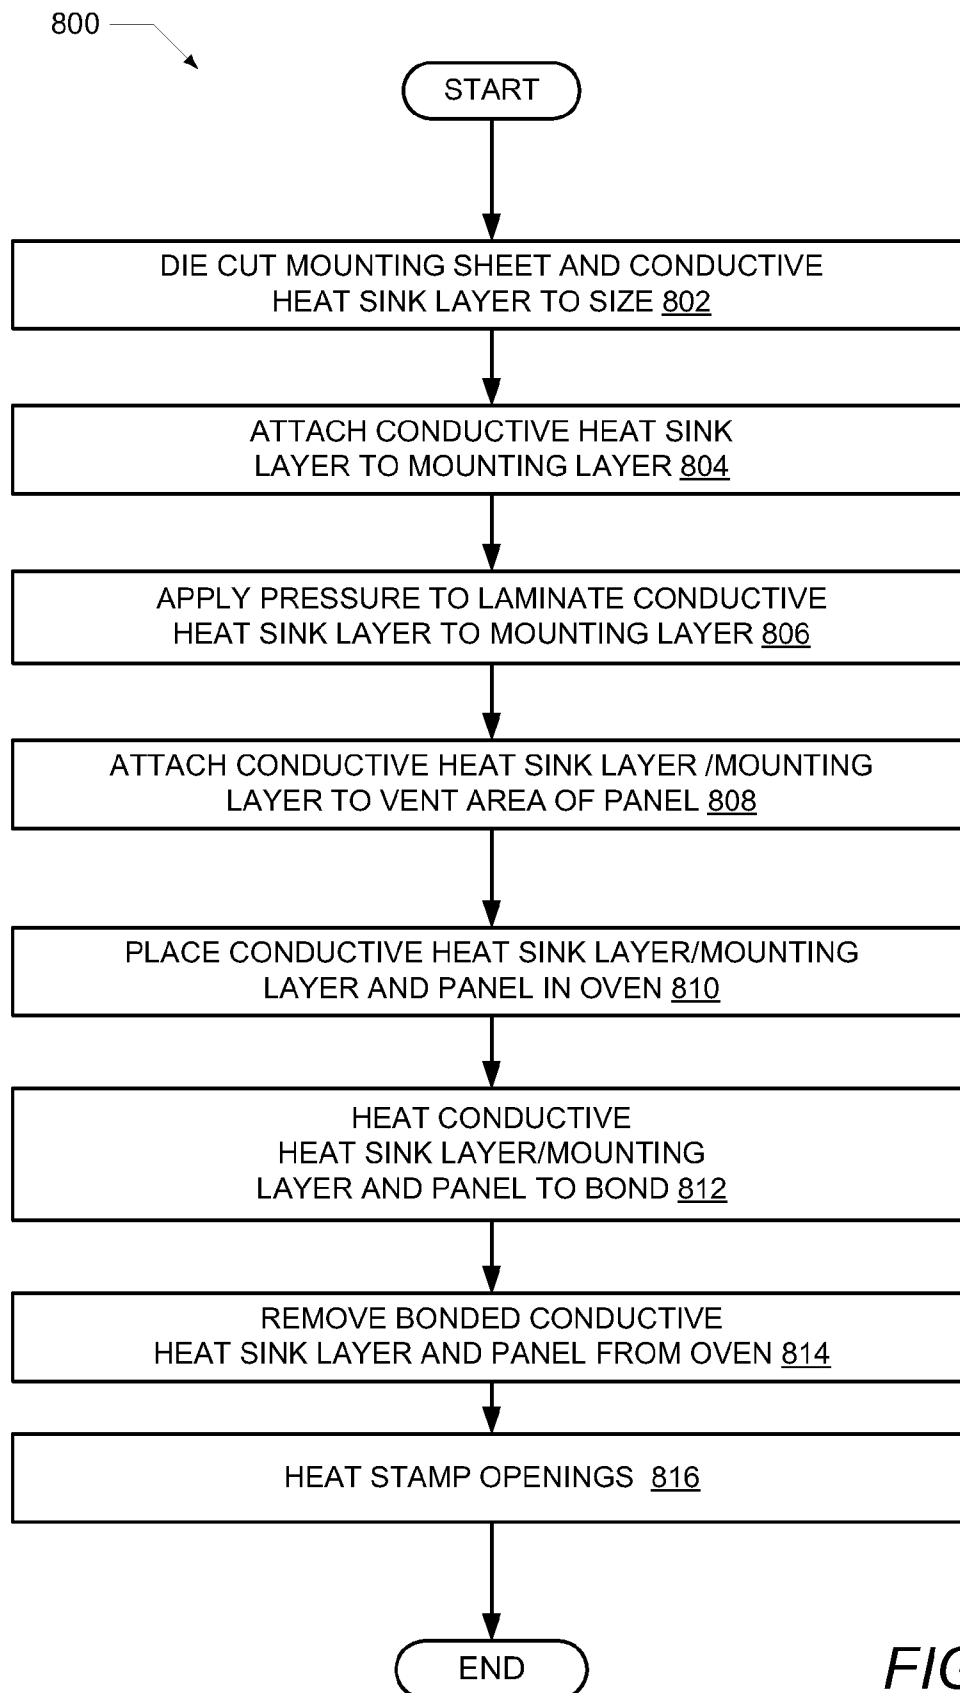 800
START
DIE CUT MOUNTING SHEET AND CONDUCTIVE
HEAT SINK LAYER TO SIZE 802
ATTACH CONDUCTIVE HEAT SINK
LAYER TO MOUNTING LAYER 804
APPLY PRESSURE TO LAMINATE CONDUCTIVE
HEAT SINK LAYER TO MOUNTING LAYER 806
ATTACH CONDUCTIVE HEAT SINK LAYER /MOUNTING
LAYER TO VENT AREA OF PANEL 808
PLACE CONDUCTIVE HEAT SINK LAYER/MOUNTING
LAYER AND PANEL IN OVEN 810
HEAT CONDUCTIVE
HEAT SINK LAYER/MOUNTING
LAYER AND PANEL TO BOND 812
REMOVE BONDED CONDUCTIVE
HEAT SINK LAYER AND PANEL FROM OVEN 814
HEAT STAMP OPENINGS 816
END